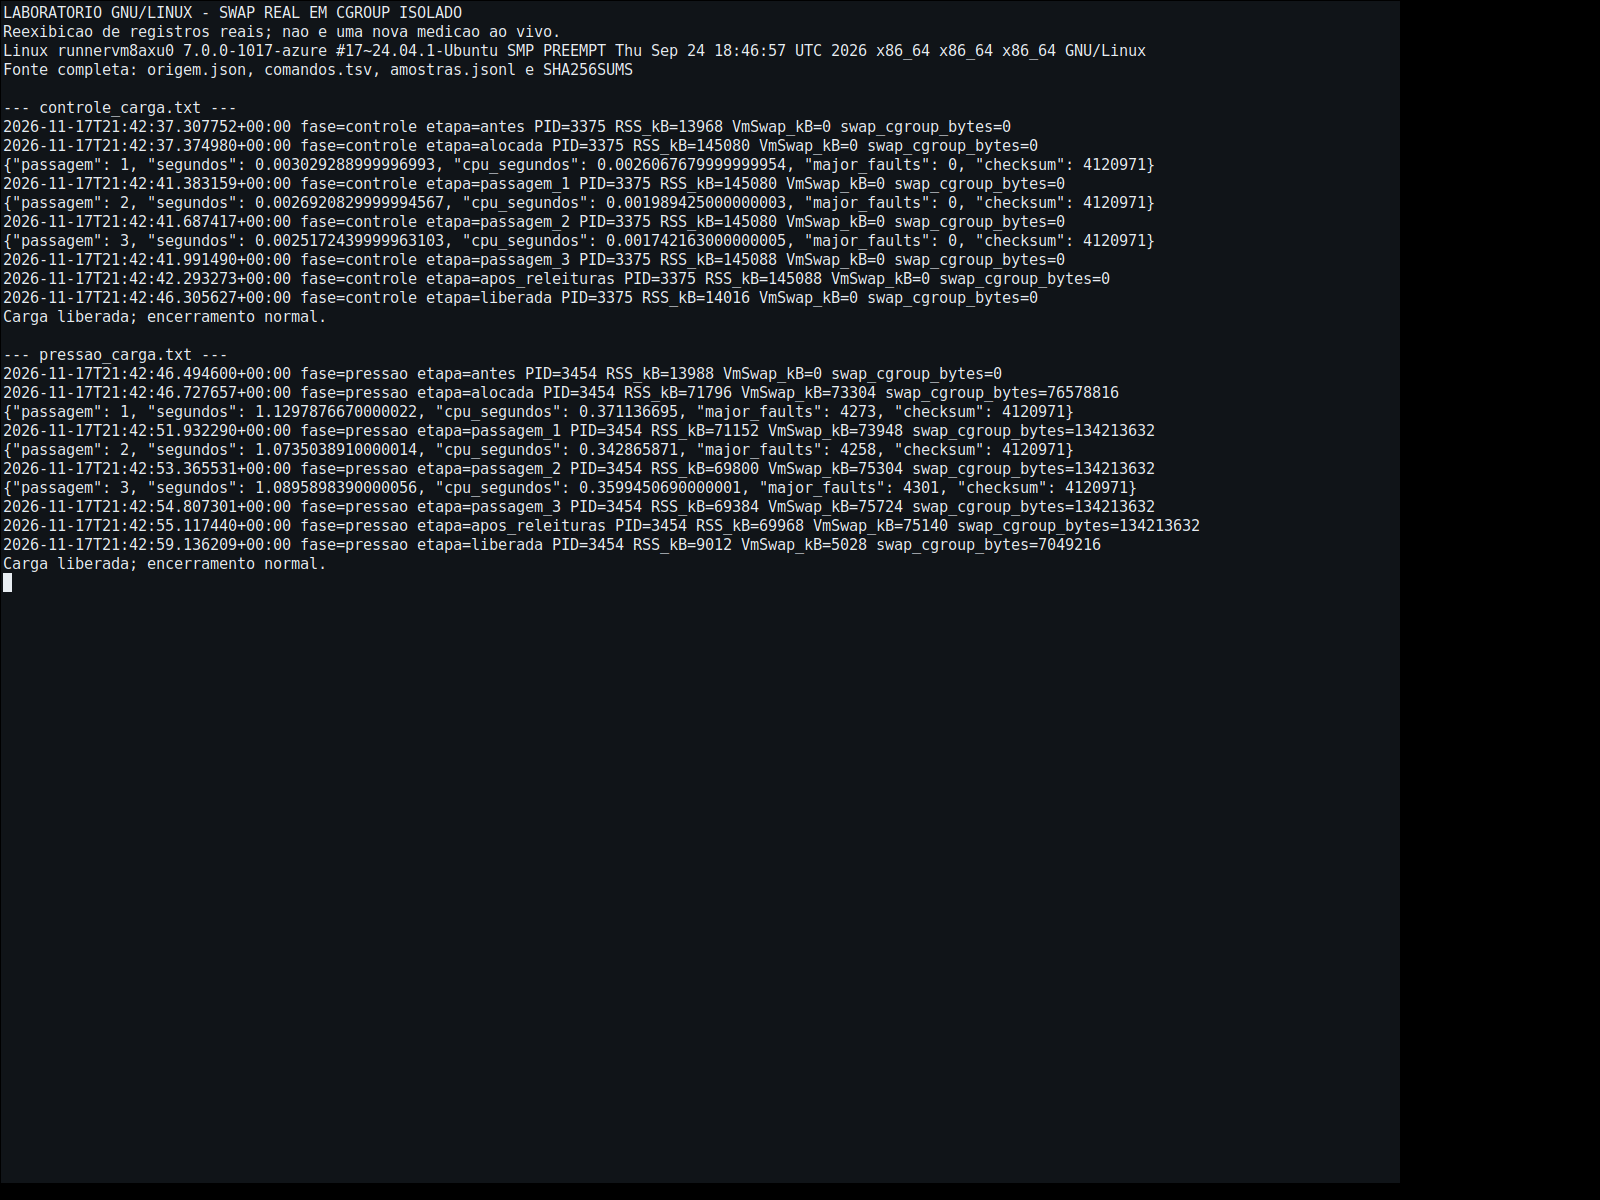 LABORATORIO GNU/LINUX - SWAP REAL EM CGROUP ISOLADO
Reexibicao de registros reais; nao e uma nova medicao ao vivo.
Linux runnervm8axu0 7.0.0-1017-azure #17~24.04.1-Ubuntu SMP PREEMPT Thu Sep 24 18:46:57 UTC 2026 x86_64 x86_64 x86_64 GNU/Linux
Fonte completa: origem.json, comandos.tsv, amostras.jsonl e SHA256SUMS
--- controle_carga.txt ---
2026-11-17T21:42:37.307752+00:00 fase=controle etapa=antes PID=3375 RSS_kB=13968 VmSwap_kB=0 swap_cgroup_bytes=0
2026-11-17T21:42:37.374980+00:00 fase=controle etapa=alocada PID=3375 RSS_kB=145080 VmSwap_kB=0 swap_cgroup_bytes=0
{"passagem": 1, "segundos": 0.003029288999996993, "cpu_segundos": 0.0026067679999999954, "major_faults": 0, "checksum": 4120971}
2026-11-17T21:42:41.383159+00:00 fase=controle etapa=passagem_1 PID=3375 RSS_kB=145080 VmSwap_kB=0 swap_cgroup_bytes=0
{"passagem": 2, "segundos": 0.0026920829999994567, "cpu_segundos": 0.001989425000000003, "major_faults": 0, "checksum": 4120971}
2026-11-17T21:42:41.687417+00:00 fase=controle etapa=passagem_2 PID=3375 RSS_kB=145080 VmSwap_kB=0 swap_cgroup_bytes=0
{"passagem": 3, "segundos": 0.0025172439999963103, "cpu_segundos": 0.001742163000000005, "major_faults": 0, "checksum": 4120971}
2026-11-17T21:42:41.991490+00:00 fase=controle etapa=passagem_3 PID=3375 RSS_kB=145088 VmSwap_kB=0 swap_cgroup_bytes=0
2026-11-17T21:42:42.293273+00:00 fase=controle etapa=apos_releituras PID=3375 RSS_kB=145088 VmSwap_kB=0 swap_cgroup_bytes=0
2026-11-17T21:42:46.305627+00:00 fase=controle etapa=liberada PID=3375 RSS_kB=14016 VmSwap_kB=0 swap_cgroup_bytes=0
Carga liberada; encerramento normal.
--- pressao_carga.txt ---
2026-11-17T21:42:46.494600+00:00 fase=pressao etapa=antes PID=3454 RSS_kB=13988 VmSwap_kB=0 swap_cgroup_bytes=0
2026-11-17T21:42:46.727657+00:00 fase=pressao etapa=alocada PID=3454 RSS_kB=71796 VmSwap_kB=73304 swap_cgroup_bytes=76578816
{"passagem": 1, "segundos": 1.1297876670000022, "cpu_segundos": 0.371136695, "major_faults": 4273, "checksum": 4120971}
2026-11-17T21:42:51.932290+00:00 fase=pressao etapa=passagem_1 PID=3454 RSS_kB=71152 VmSwap_kB=73948 swap_cgroup_bytes=134213632
{"passagem": 2, "segundos": 1.0735038910000014, "cpu_segundos": 0.342865871, "major_faults": 4258, "checksum": 4120971}
2026-11-17T21:42:53.365531+00:00 fase=pressao etapa=passagem_2 PID=3454 RSS_kB=69800 VmSwap_kB=75304 swap_cgroup_bytes=134213632
{"passagem": 3, "segundos": 1.0895898390000056, "cpu_segundos": 0.3599450690000001, "major_faults": 4301, "checksum": 4120971}
2026-11-17T21:42:54.807301+00:00 fase=pressao etapa=passagem_3 PID=3454 RSS_kB=69384 VmSwap_kB=75724 swap_cgroup_bytes=134213632
2026-11-17T21:42:55.117440+00:00 fase=pressao etapa=apos_releituras PID=3454 RSS_kB=69968 VmSwap_kB=75140 swap_cgroup_bytes=134213632
2026-11-17T21:42:59.136209+00:00 fase=pressao etapa=liberada PID=3454 RSS_kB=9012 VmSwap_kB=5028 swap_cgroup_bytes=7049216
Carga liberada; encerramento normal.